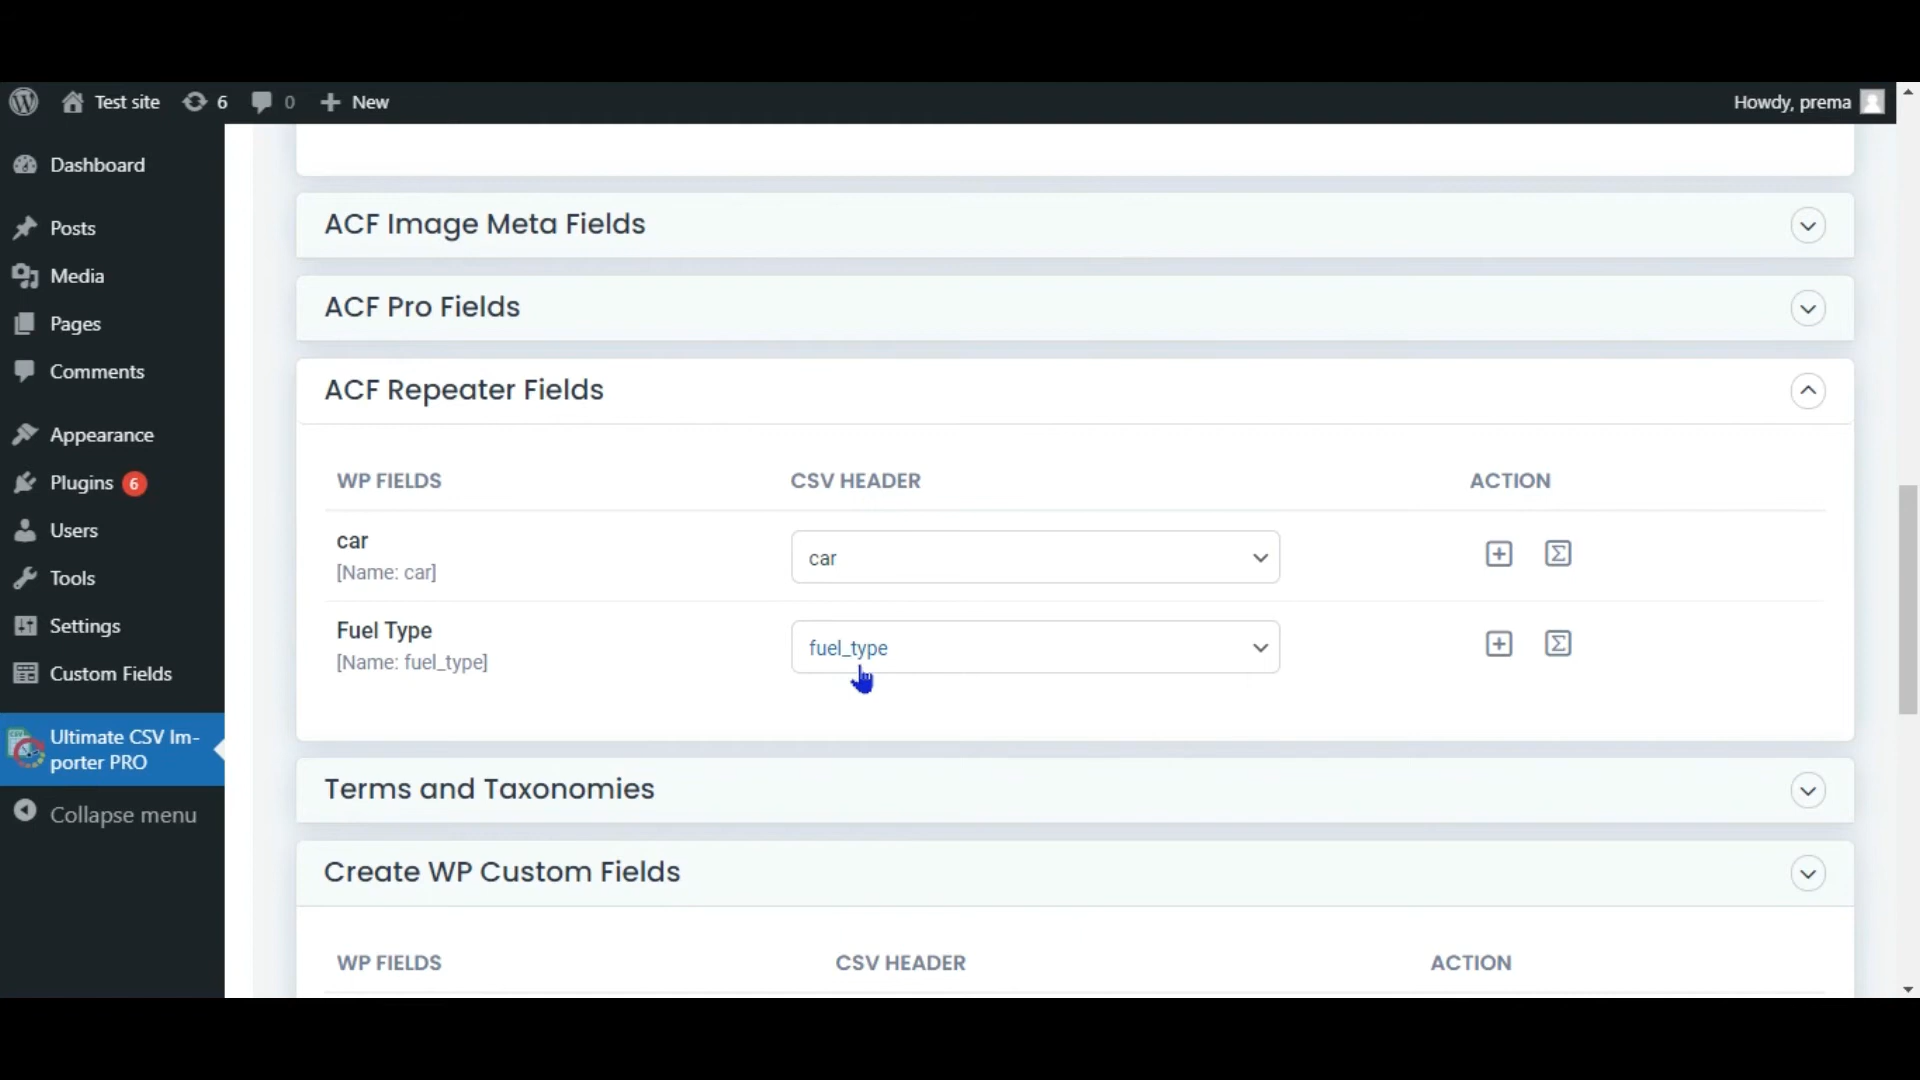 Test site 6 0 New Howdy, prema
Dashboard
Posts
Media
Pages
Comments
Appearance
Plugins 6
Users
Tools
Settings
Custom Fields
Ultimate CSV Im-
porter PRO
Collapse menu
ACF Image Meta Fields
ACF Pro Fields
ACF Repeater Fields
WP FIELDS CSV HEADER ACTION
car car
[Name: car]
Fuel Type fuel_type
[Name: fuel_type]
Terms and Taxonomies
Create WP Custom Fields
WP FIELDS CSV HEADER ACTION